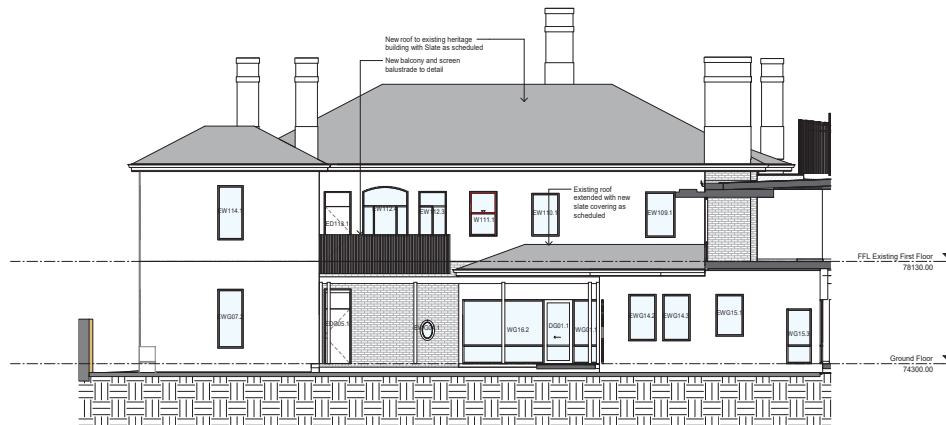 New roof to existing heritage
building with Slate as scheduled
New balcony and screen
balustrade to detail
Existing roof
extended with new
slate covering as
scheduled
EW114.1
EW112.3
W111.1
EW110.1
EW109.1
FFL Existing First Floor
78130.00
EWG07.2
WG16.2
DG01.1
WG01.1
EWG14.2
EWG14.3
EWG15.1
WG15.3
Ground Floor
74300.00